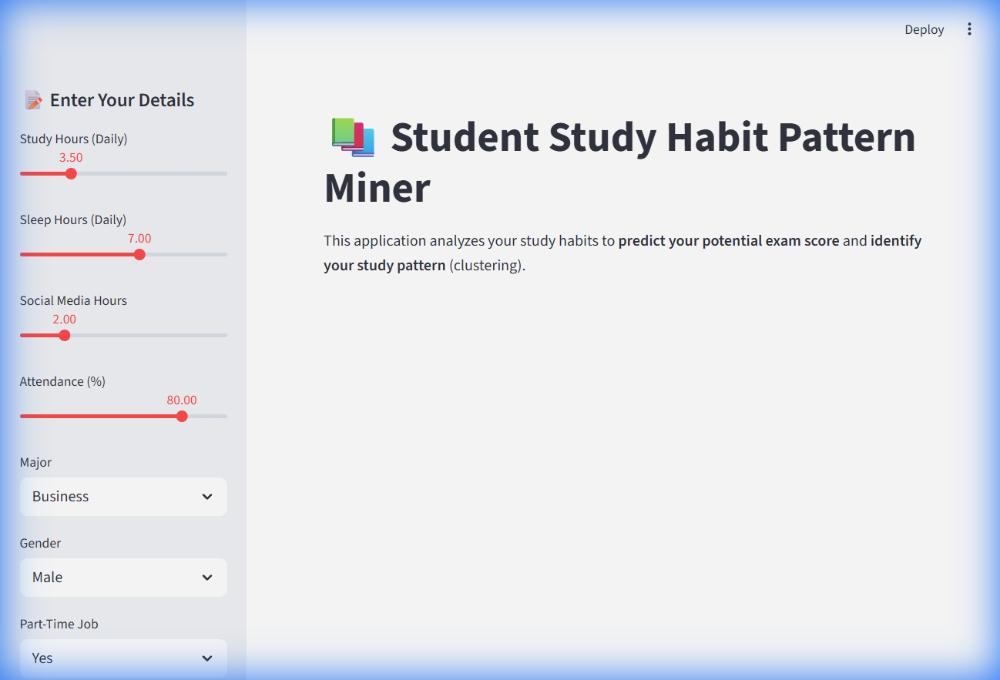 Deploy
Enter Your Details
Study Hours (Daily)
3.50
Sleep Hours (Daily)
7.00
Social Media Hours
2.00
Attendance (%)
80.00
Major
Business
Gender
Male
Part-Time Job
Yes
Student Study Habit Pattern
Miner
This application analyzes your study habits to predict your potential exam score and identify
your study pattern (clustering).